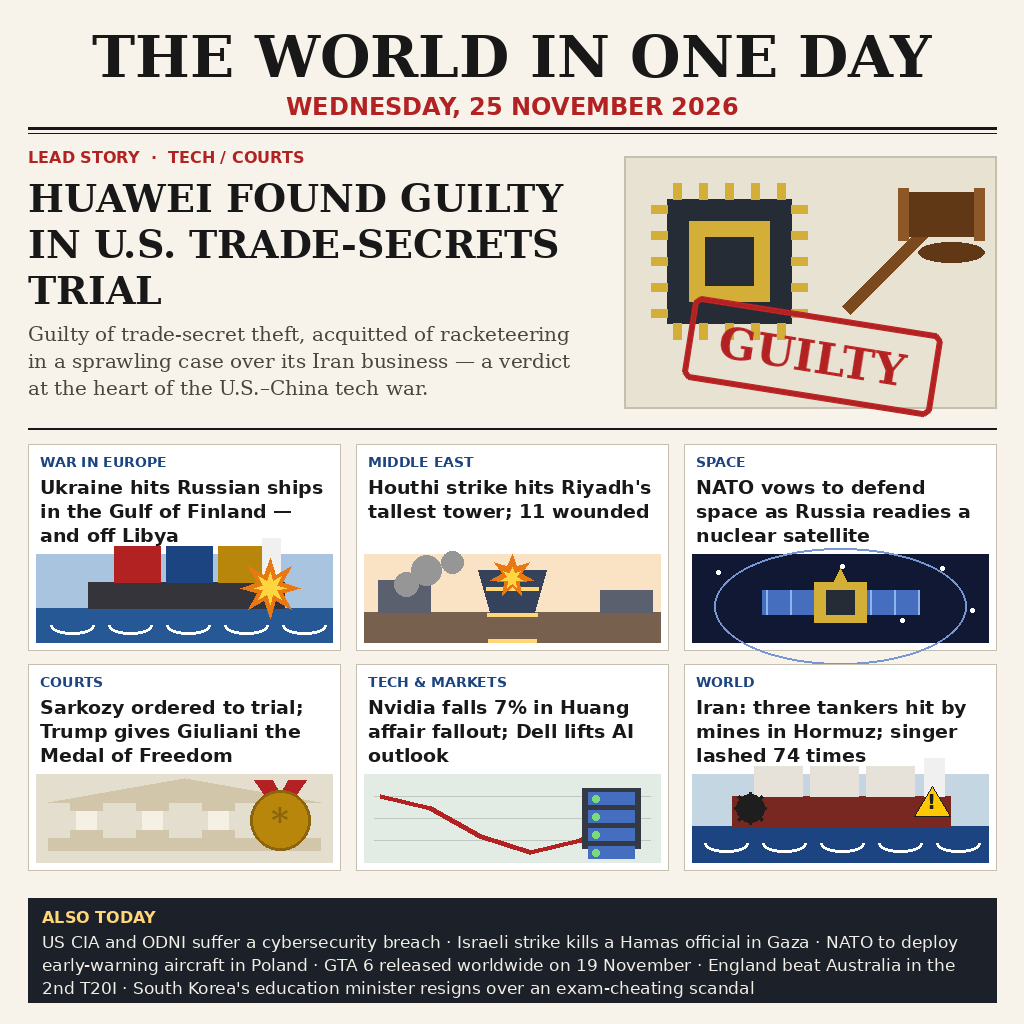 THE WORLD IN ONE DAY
WEDNESDAY, 25 NOVEMBER 2026
LEAD STORY · TECH / COURTS
HUAWEI FOUND GUILTY
IN U.S. TRADE-SECRETS
TRIAL
Guilty of trade-secret theft, acquitted of racketeering
in a sprawling case over its Iran business — a verdict
at the heart of the U.S.–China tech war.
GUILTY
WAR IN EUROPE
Ukraine hits Russian ships
in the Gulf of Finland —
and off Libya
MIDDLE EAST
Houthi strike hits Riyadh's
tallest tower; 11 wounded
SPACE
NATO vows to defend
space as Russia readies a
nuclear satellite
COURTS
Sarkozy ordered to trial;
Trump gives Giuliani the
Medal of Freedom
*
TECH & MARKETS
Nvidia falls 7% in Huang
affair fallout; Dell lifts AI
outlook
WORLD
Iran: three tankers hit by
mines in Hormuz; singer
lashed 74 times
!
ALSO TODAY
US CIA and ODNI suffer a cybersecurity breach · Israeli strike kills a Hamas official in Gaza · NATO to deploy
early-warning aircraft in Poland · GTA 6 released worldwide on 19 November · England beat Australia in the
2nd T20I · South Korea's education minister resigns over an exam-cheating scandal